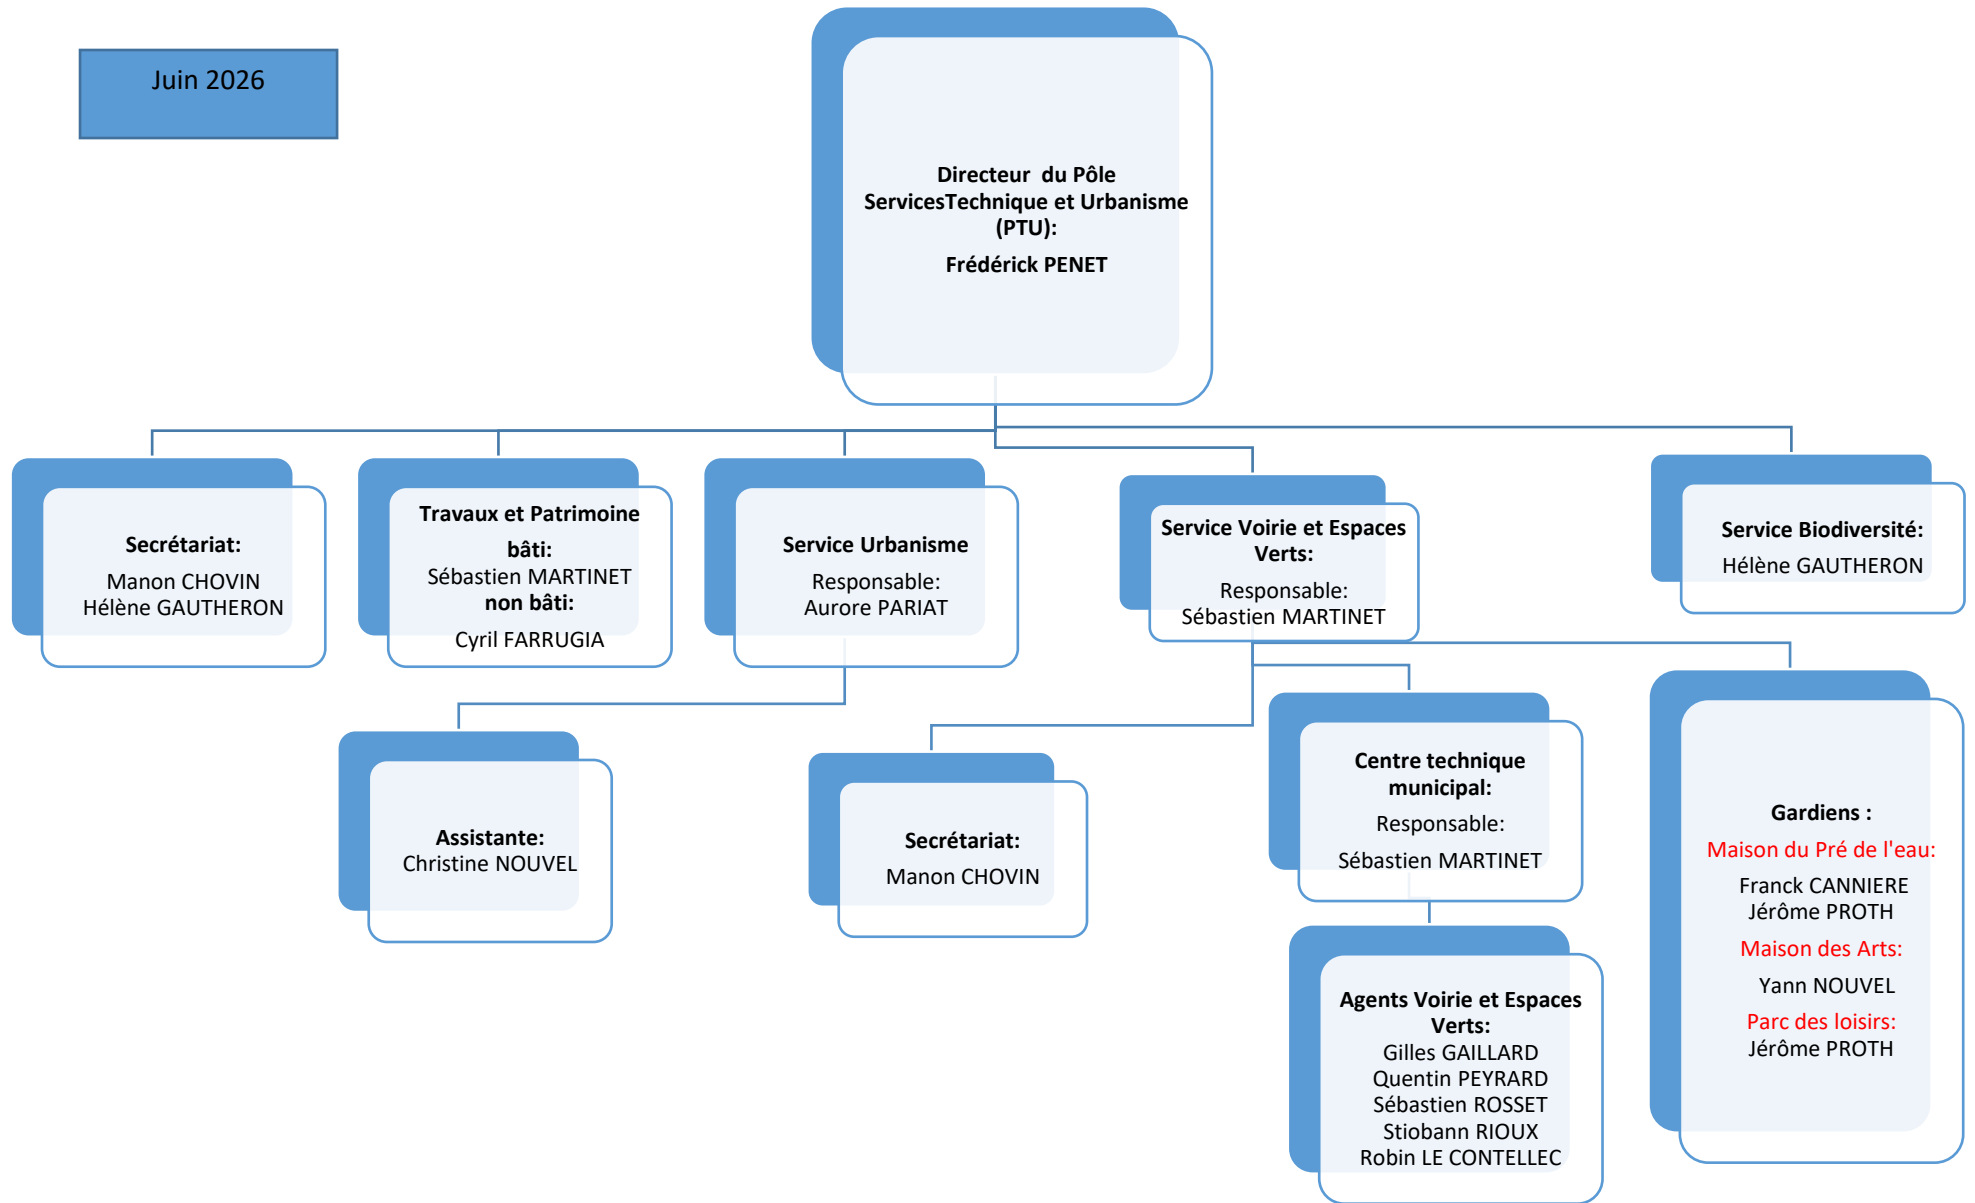 Juin 2026
Directeur  du Pôle
ServicesTechnique et Urbanisme
(PTU):
Frédérick PENET
Secrétariat:
Manon CHOVIN
Hélène GAUTHERON
Travaux et Patrimoine
bâti:
Sébastien MARTINET
non bâti:
Cyril FARRUGIA
Service Urbanisme
Responsable:
Aurore PARIAT
Service Voirie et Espaces
Verts:
Responsable:
Sébastien MARTINET
Service Biodiversité:
Hélène GAUTHERON
Assistante:
Christine NOUVEL
Secrétariat:
Manon CHOVIN
Centre technique
municipal:
Responsable:
Sébastien MARTINET
Agents Voirie et Espaces
Verts:
Gilles GAILLARD
Quentin PEYRARD
Sébastien ROSSET
Stiobann RIOUX
Robin LE CONTELLEC
Gardiens :
Maison du Pré de l'eau:
Franck CANNIERE
Jérôme PROTH
Maison des Arts:
Yann NOUVEL
Parc des loisirs:
Jérôme PROTH